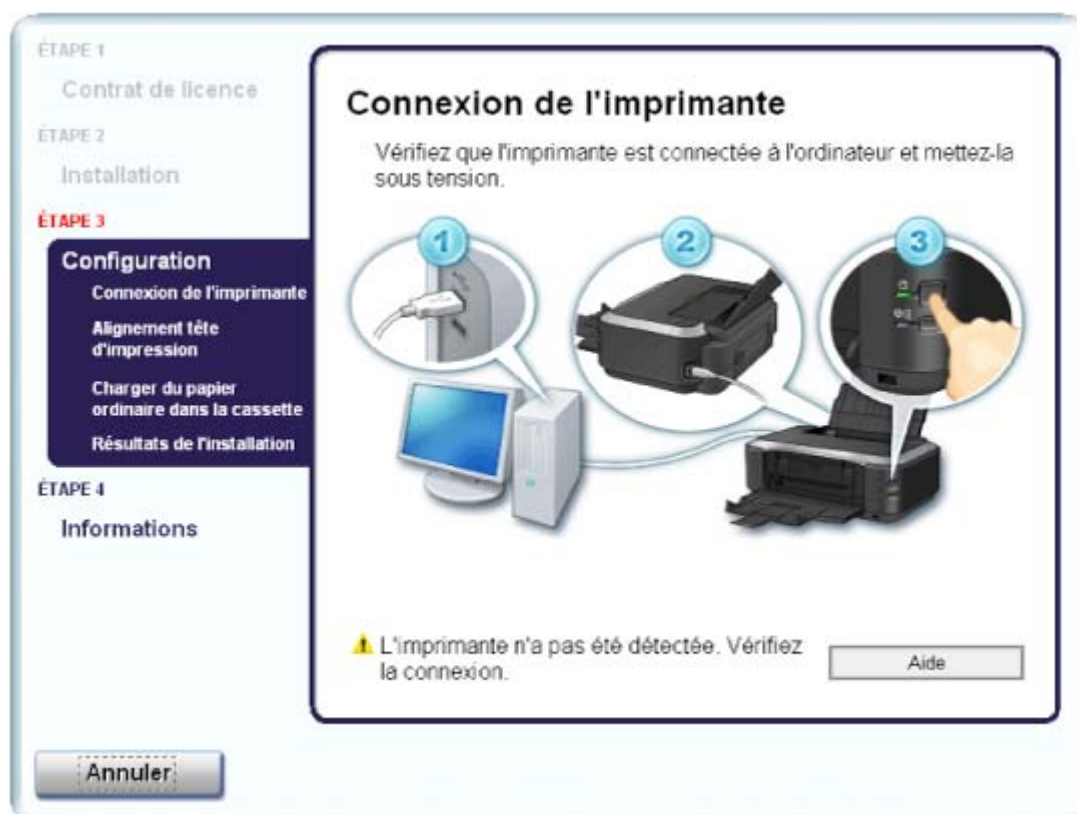 ÉTAPE 1
Contrat de licence
ÉTAPE 2
Installation
ÉTAPE 3
Configuration
Connexion de l'imprimante
Alignement tête
d'impression
Charger du papier
ordinaire dans la cassette
Résultats de l'installation
ÉTAPE 4
Informations
Annuler
Connexion de l'imprimante
Vérifiez que l'imprimante est connectée à l'ordinateur et mettez-la
sous tension.
1
2
3
L'imprimante n'a pas été détectée. Vérifiez
la connexion.
Aide